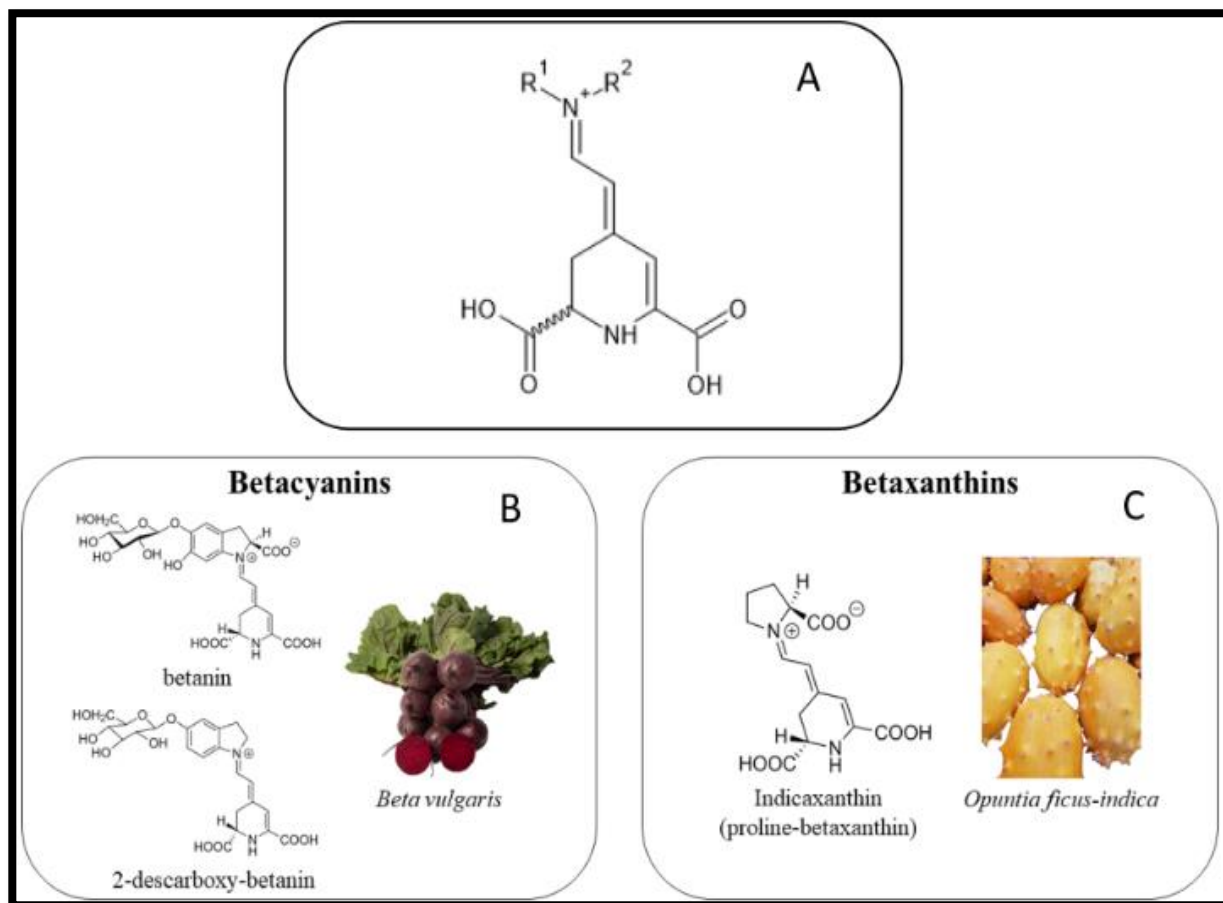 A
R¹ R²
N⁺
HO
O
NH
O
OH
Betacyanins
B
HOH₂C
O
O
HO
HO
OH
HO
H
COO⊖
N⊕
H
HOOC
N
H
COOH
betanin
HOH₂C
O
O
HO
HO
OH
N⊕
H
HOOC
N
H
COOH
2-descarboxy-betanin
Beta vulgaris
Betaxanthins
C
H
COO⊖
N⊕
H
HOOC
N
H
COOH
Indicaxanthin
(proline-betaxanthin)
Opuntia ficus-indica